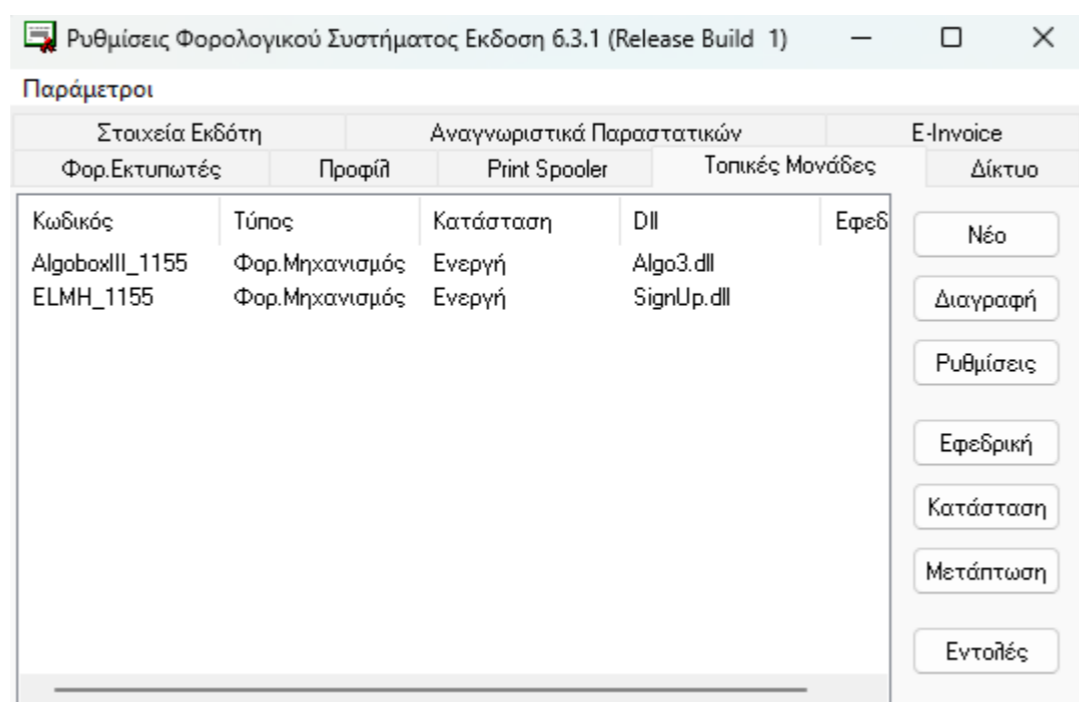 Ρυθμίσεις Φορολογικού Συστήματος Εκδοση 6.3.1 (Release Build 1)
Παράμετροι
Στοιχεία Εκδότη Αναγνωριστικά Παραστατικών E-Invoice
Φορ.Εκτυπωτές Προφίλ Print Spooler Τοπικές Μονάδες Δίκτυο
Κωδικός Τύπος Κατάσταση Dll Εφεδ
AlgoboxIII_1155 Φορ.Μηχανισμός Ενεργή Algo3.dll
ELMH_1155 Φορ.Μηχανισμός Ενεργή SignUp.dll
Νέο
Διαγραφή
Ρυθμίσεις
Εφεδρική
Κατάσταση
Μετάπτωση
Εντολές